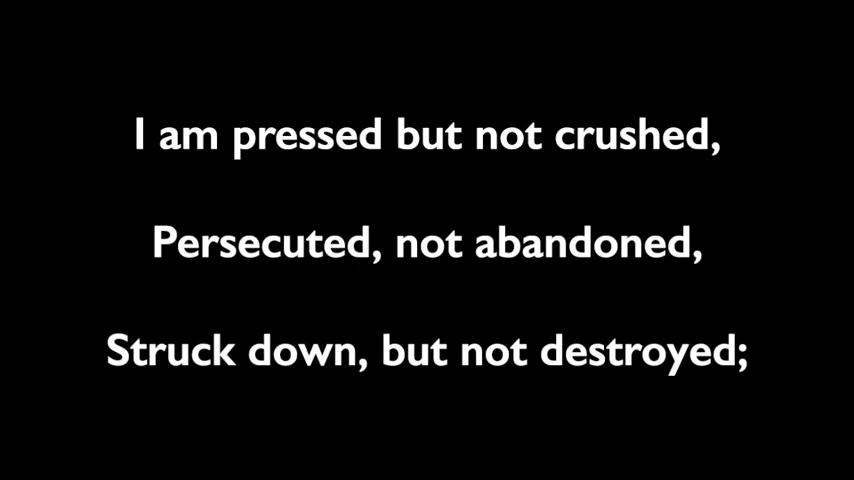 I am pressed but not crushed,
Persecuted, not abandoned,
Struck down, but not destroyed;